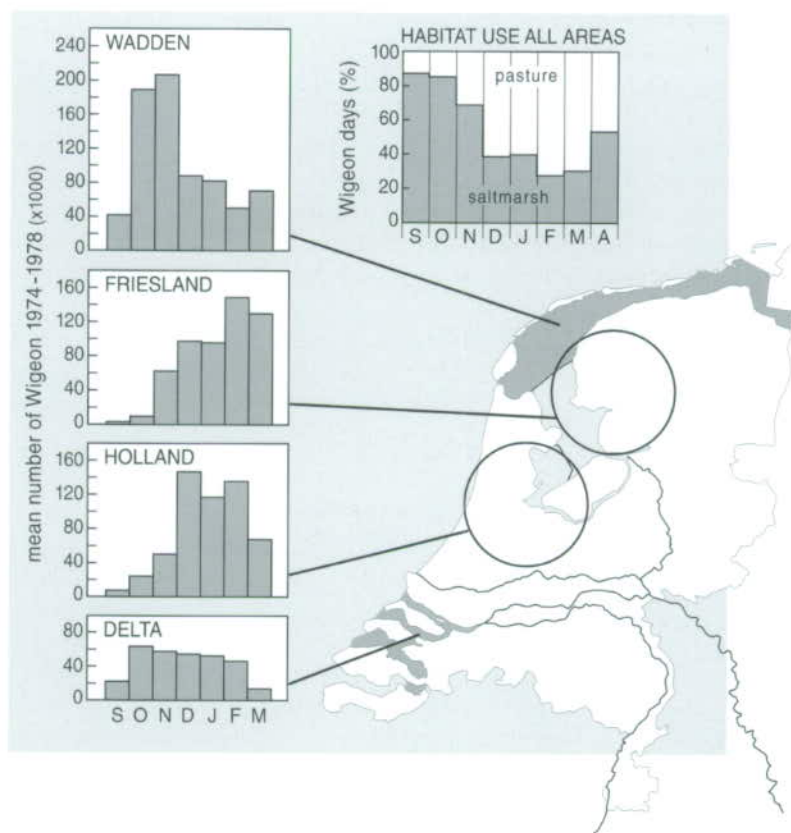 WADDEN
240
200
160
120
80
40
0
FRIESLAND
160
120
80
40
0
HOLLAND
160
120
80
40
0
DELTA
80
40
0
S O N D J F M
mean number of Wigeon 1974-1978 (x1000)
HABITAT USE ALL AREAS
100
80
60
40
20
0
Wigeon days (%)
pasture
saltmarsh
S O N D J F M A